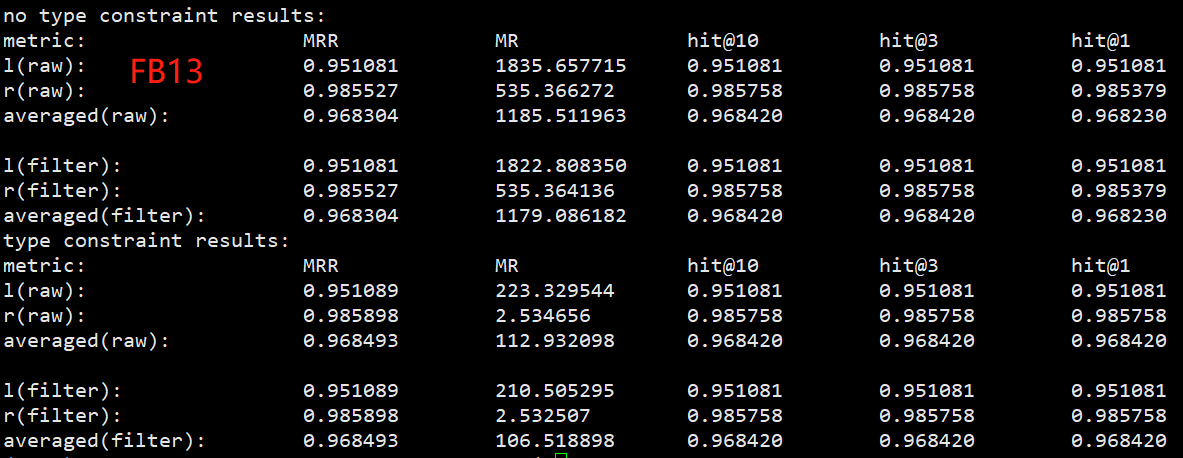 no type constraint results:
metric: MRR MR hit@10 hit@3 hit@1
l(raw): 0.951081 1835.657715 0.951081 0.951081 0.951081
FB13
r(raw): 0.985527 535.366272 0.985758 0.985758 0.985379
averaged(raw): 0.968304 1185.511963 0.968420 0.968420 0.968230
l(filter): 0.951081 1822.808350 0.951081 0.951081 0.951081
r(filter): 0.985527 535.364136 0.985758 0.985758 0.985379
averaged(filter): 0.968304 1179.086182 0.968420 0.968420 0.968230
type constraint results:
metric: MRR MR hit@10 hit@3 hit@1
l(raw): 0.951089 223.329544 0.951081 0.951081 0.951081
r(raw): 0.985898 2.534656 0.985758 0.985758 0.985758
averaged(raw): 0.968493 112.932098 0.968420 0.968420 0.968420
l(filter): 0.951089 210.505295 0.951081 0.951081 0.951081
r(filter): 0.985898 2.532507 0.985758 0.985758 0.985758
averaged(filter): 0.968493 106.518898 0.968420 0.968420 0.968420